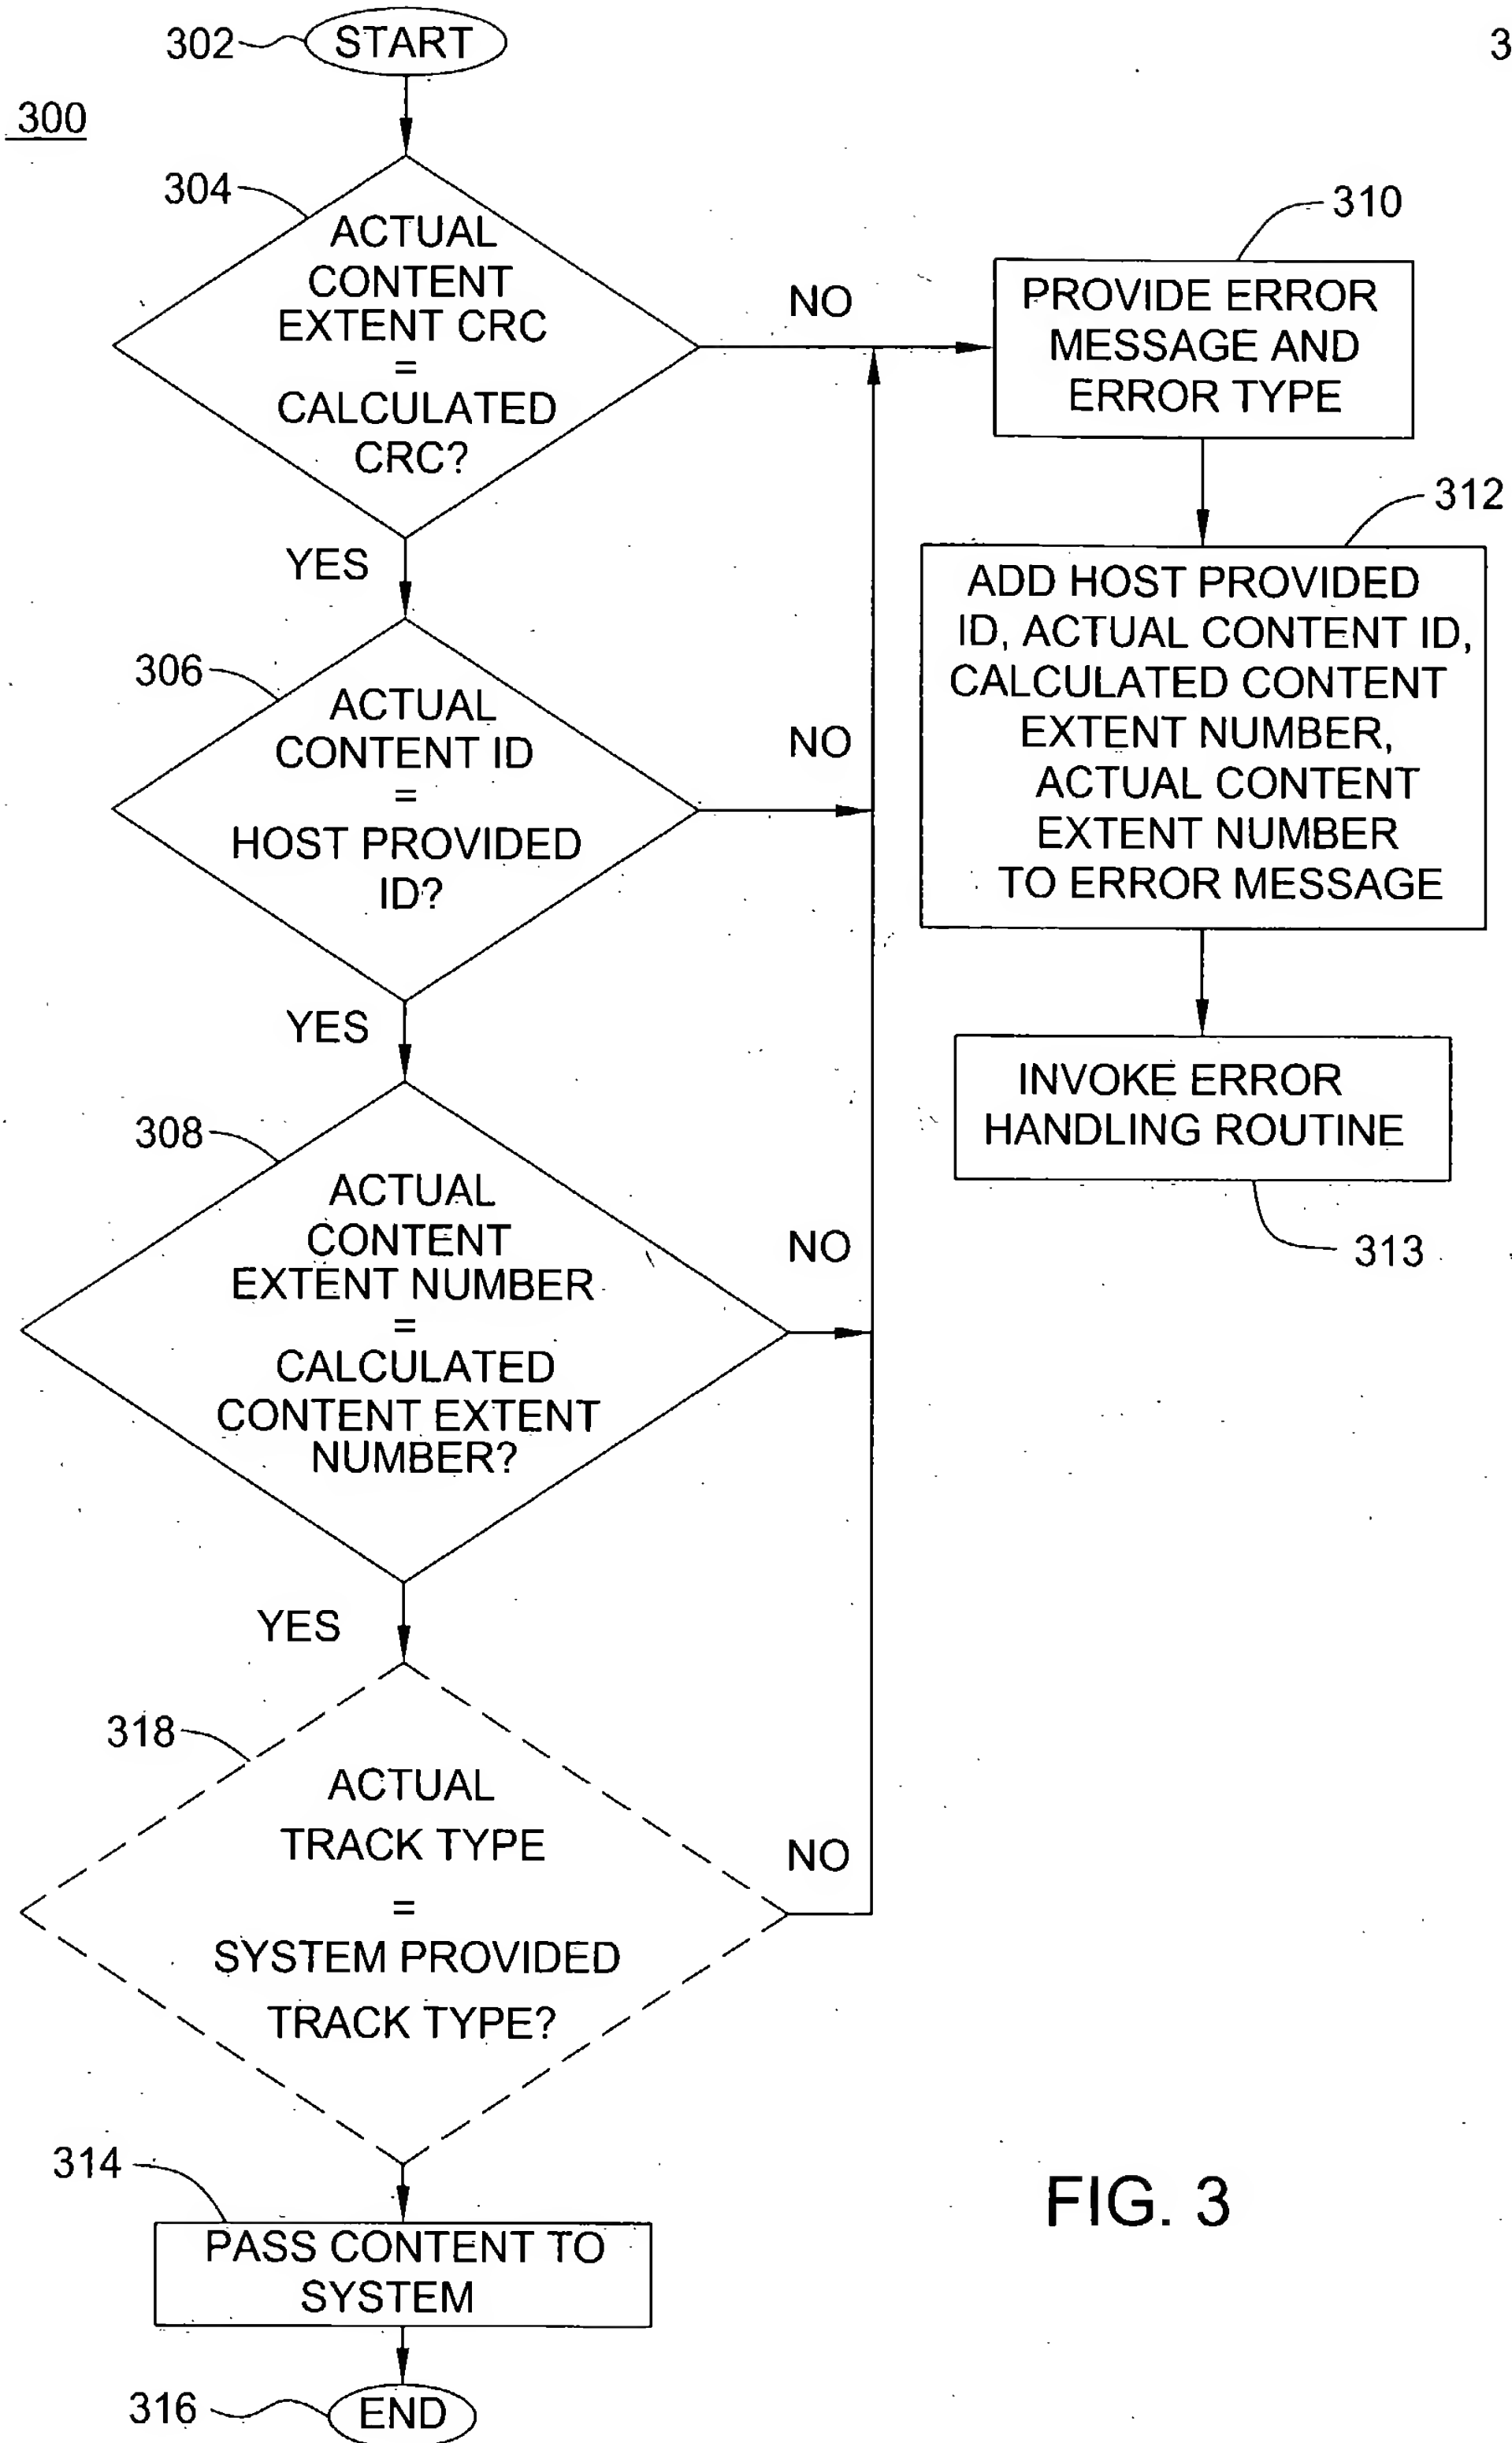 302
START
3
300
304
ACTUAL
CONTENT
EXTENT CRC
=
CALCULATED
CRC?
NO
310
PROVIDE ERROR
MESSAGE AND
ERROR TYPE
YES
312
ADD HOST PROVIDED
ID, ACTUAL CONTENT ID,
CALCULATED CONTENT
EXTENT NUMBER,
ACTUAL CONTENT
EXTENT NUMBER
TO ERROR MESSAGE
306
ACTUAL
CONTENT ID
=
HOST PROVIDED
ID?
NO
YES
INVOKE ERROR
HANDLING ROUTINE
313
308
ACTUAL
CONTENT
EXTENT NUMBER
=
CALCULATED
CONTENT EXTENT
NUMBER?
NO
YES
318
ACTUAL
TRACK TYPE
=
SYSTEM PROVIDED
TRACK TYPE?
NO
314
PASS CONTENT TO
SYSTEM
316
END
FIG. 3